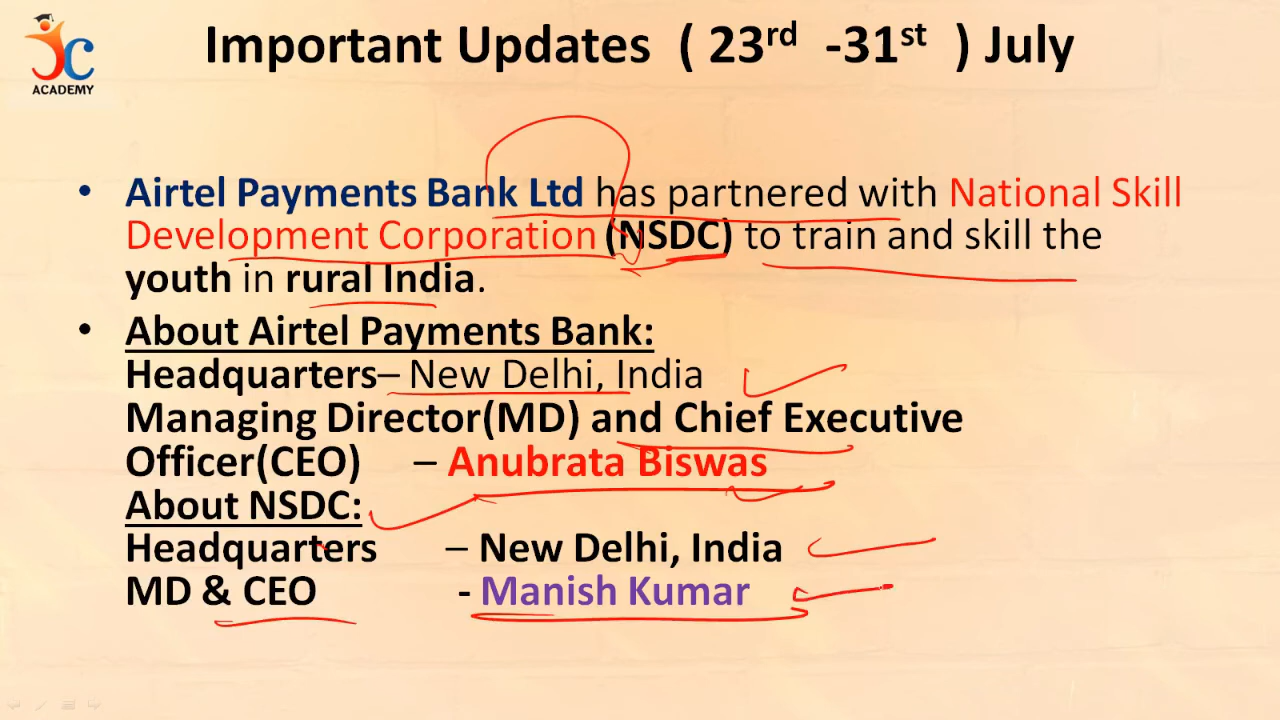 JC
ACADEMY
Important Updates ( 23rd -31st ) July
• Airtel Payments Bank Ltd has partnered with National Skill
Development Corporation (NSDC) to train and skill the
youth in rural India.
• About Airtel Payments Bank:
Headquarters– New Delhi, India
Managing Director(MD) and Chief Executive
Officer(CEO) – Anubrata Biswas
About NSDC:
Headquarters – New Delhi, India
MD & CEO - Manish Kumar